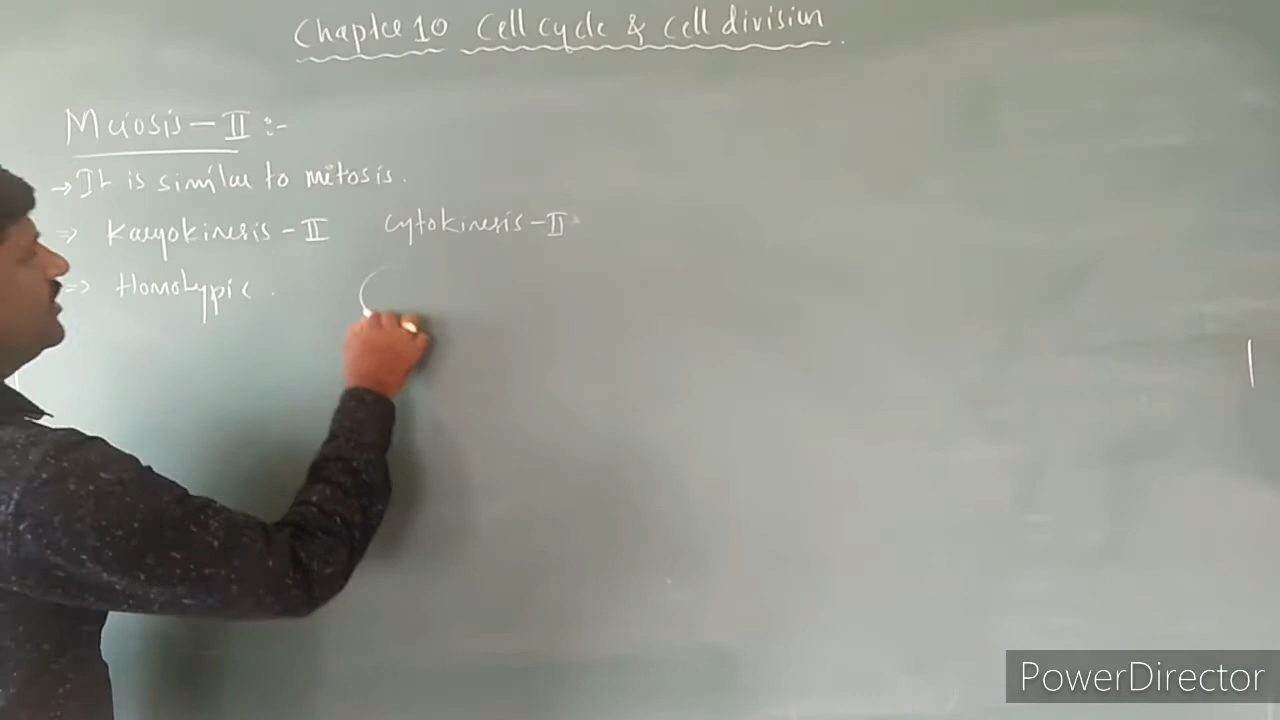 Chapter 10 Cell cycle & cell division.
Meiosis - II :-
→ It is similar to mitosis.
⇒ Karyokinesis - II Cytokinesis - II
⇒ Homotypic.
PowerDirector